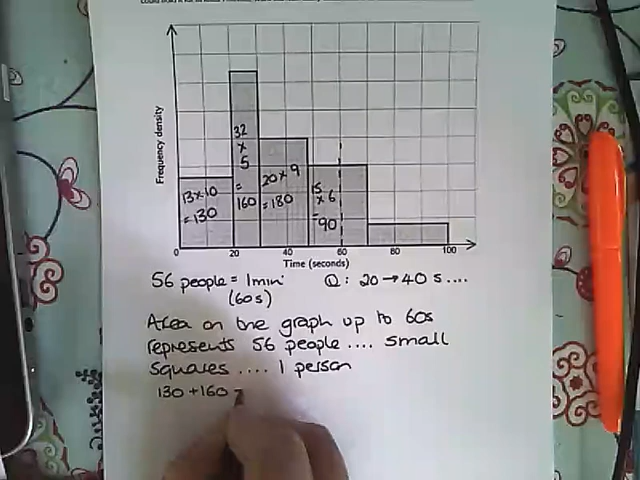 Frequency density
32
x
5
=
160
13x10
=130
20 x 9
=180
15
x 6
=
90
0
20
40
60
80
100
Time (seconds)
56 people = 1min
(60s)
Q: 20 → 40 s....
Area on the graph up to 60s
represents 56 people .... small
squares .... 1 person
130 +160